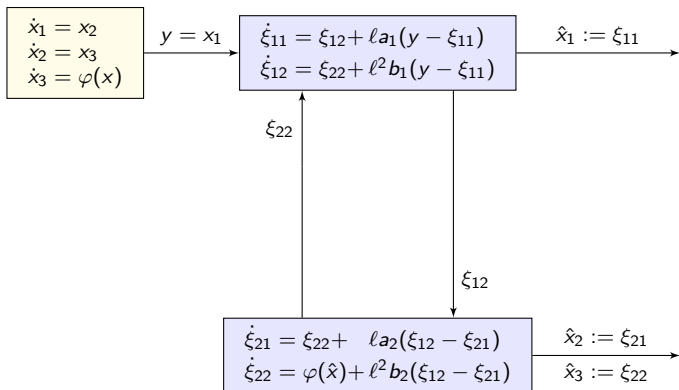 ẋ₁ = x₂
ẋ₂ = x₃
ẋ₃ = φ(x)
y = x₁
ξ̇₁₁ = ξ₁₂+ ℓa₁(y − ξ₁₁)
ξ̇₁₂ = ξ₂₂+ ℓ²b₁(y − ξ₁₁)
x̂₁ := ξ₁₁
ξ₂₂
ξ₁₂
ξ̇₂₁ = ξ₂₂+ ℓa₂(ξ₁₂ − ξ₂₁)
ξ̇₂₂ = φ(x̂)+ ℓ²b₂(ξ₁₂ − ξ₂₁)
x̂₂ := ξ₂₁
x̂₃ := ξ₂₂